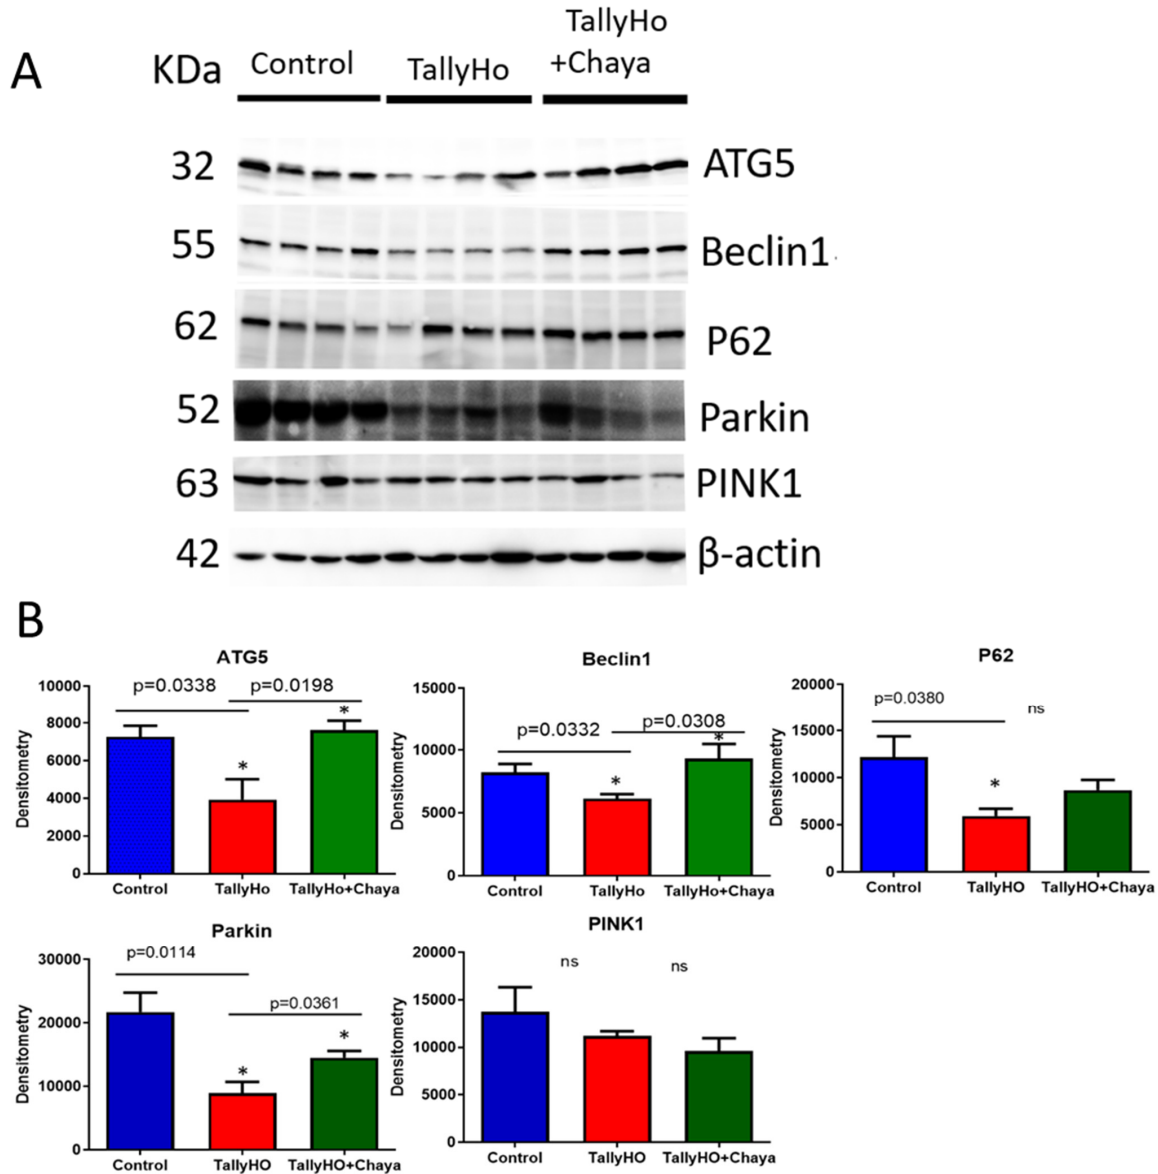 A
KDa
Control
TallyHo
TallyHo
+Chaya
32
ATG5
55
Beclin1
62
P62
52
Parkin
63
PINK1
42
β-actin
B
ATG5
Densitometry
10000
8000
6000
4000
2000
0
p=0.0338
p=0.0198
*
*
Control
TallyHo
TallyHo+Chaya
Beclin1
Densitometry
15000
10000
5000
0
p=0.0332
p=0.0308
*
*
Control
TallyHo
TallyHo+Chaya
P62
Densitometry
20000
15000
10000
5000
0
p=0.0380
ns
*
Control
TallyHO
TallyHO+Chaya
Parkin
Densitometry
30000
20000
10000
0
p=0.0114
p=0.0361
*
*
Control
TallyHO
TallyHO+Chaya
PINK1
Densitometry
20000
15000
10000
5000
0
ns
ns
Control
TallyHO
TallyHO+Chaya